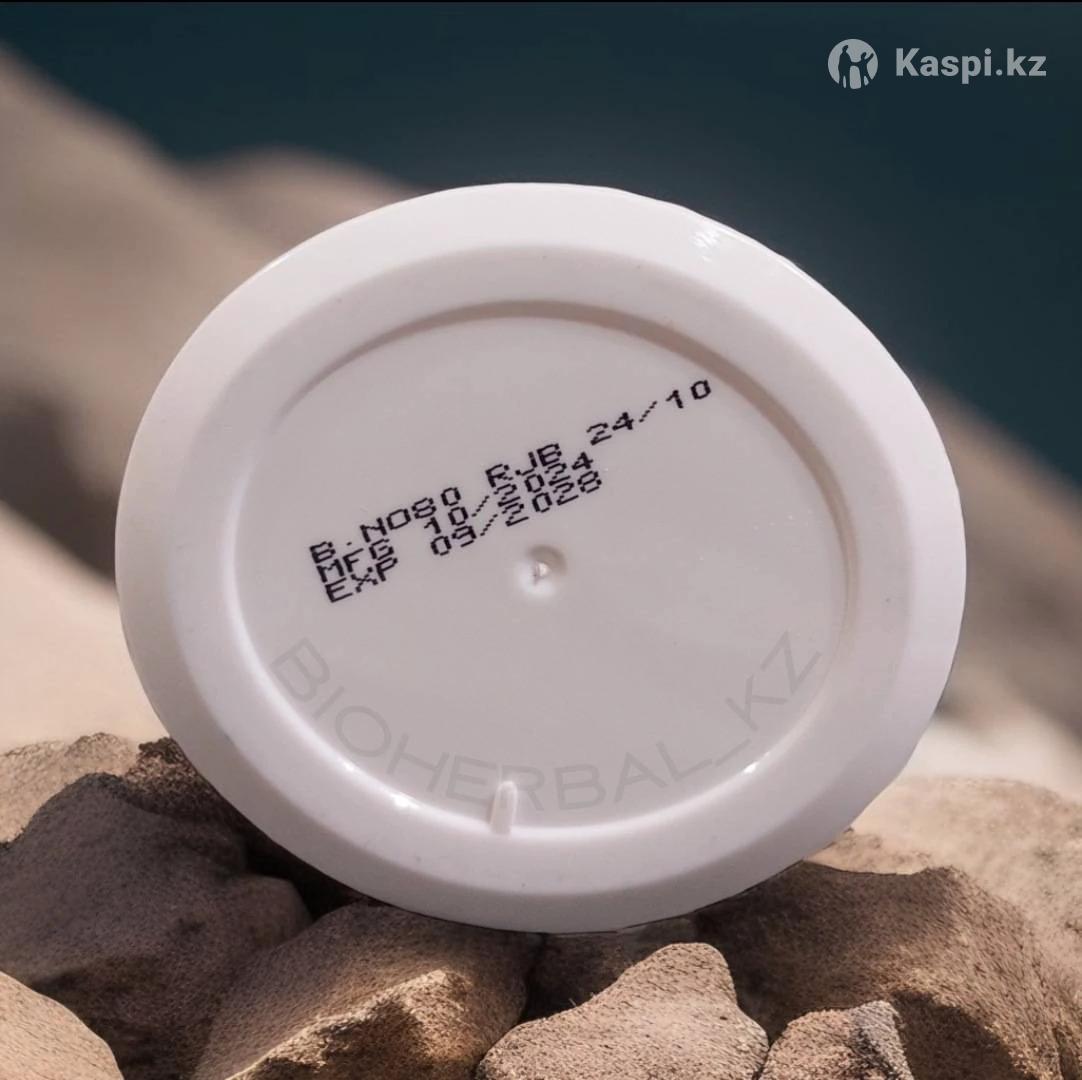 Kaspi.kz
B.NO80 RJB 24/10
MFG 10/2024
EXP 09/2028
BIOHERBAL_KZ